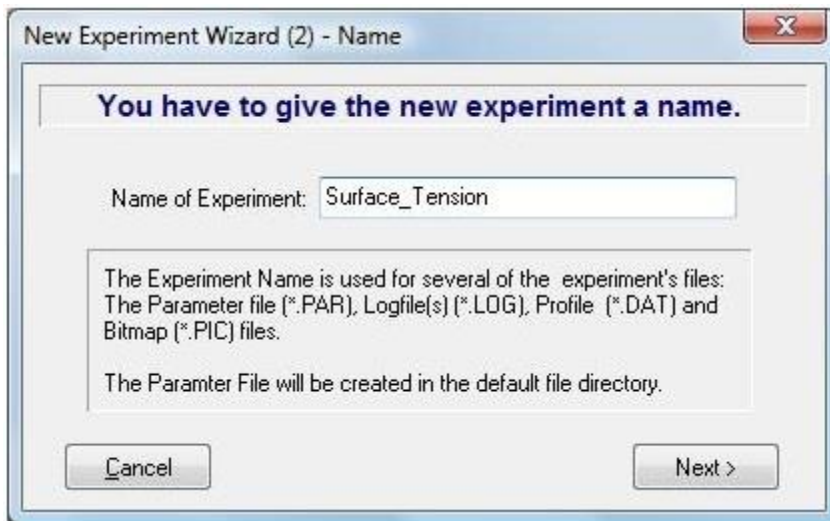 New Experiment Wizard (2) - Name
You have to give the new experiment a name.
Name of Experiment: Surface_Tension
The Experiment Name is used for several of the experiment's files:
The Parameter file (*.PAR), Logfile(s) (*.LOG), Profile (*.DAT) and
Bitmap (*.PIC) files.
The Paramter File will be created in the default file directory.
Cancel Next >